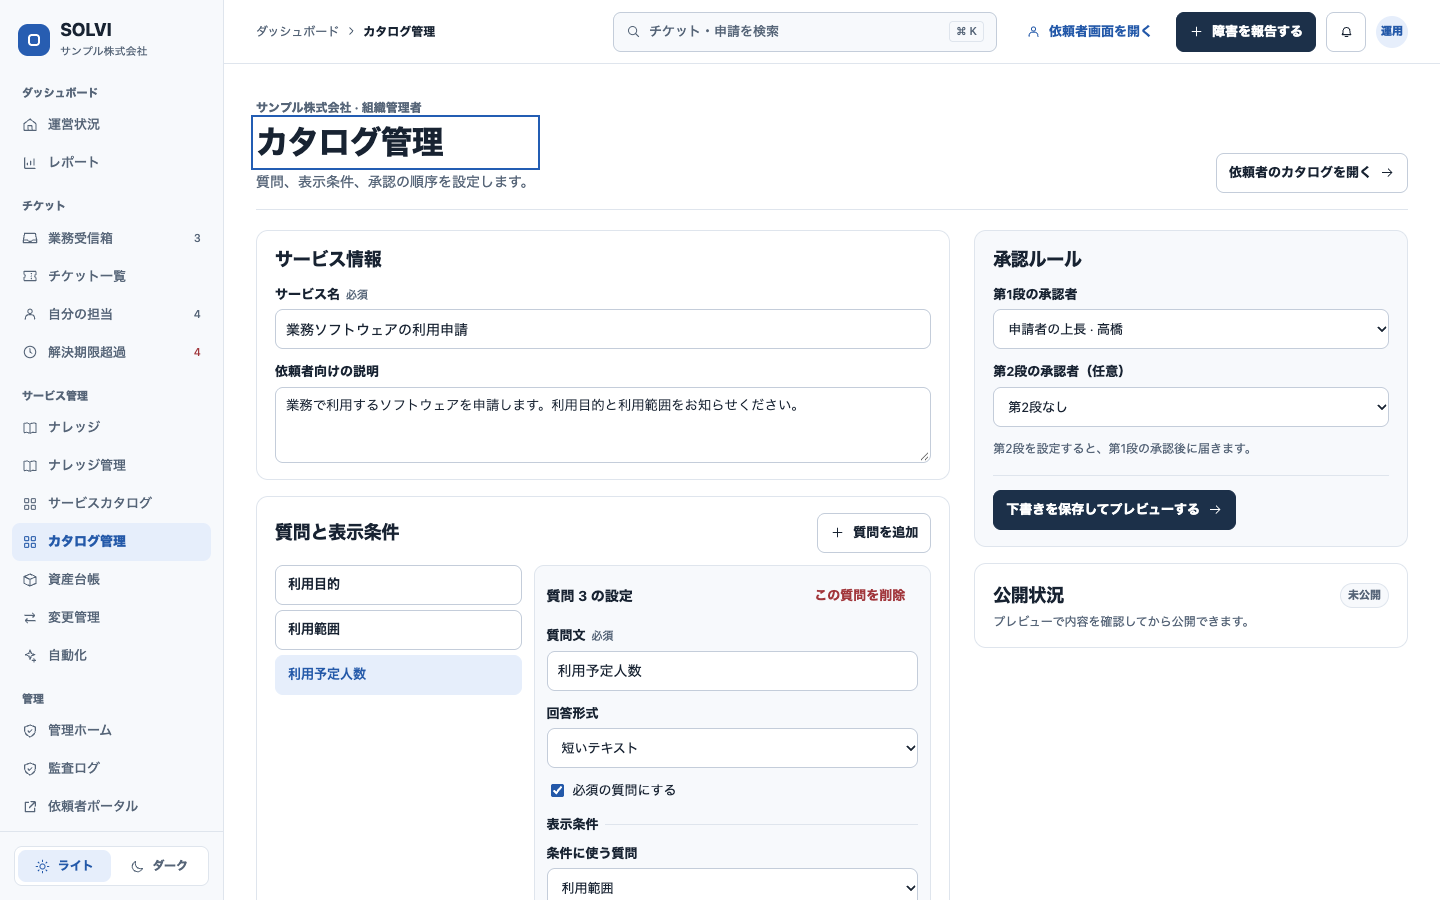 SOLVI
サンプル株式会社
ダッシュボード
運営状況
レポート
チケット
業務受信箱 3
チケット一覧
自分の担当 4
解決期限超過 4
サービス管理
ナレッジ
ナレッジ管理
サービスカタログ
カタログ管理
資産台帳
変更管理
自動化
管理
管理ホーム
監査ログ
依頼者ポータル
ライト ダーク
ダッシュボード > カタログ管理
チケット・申請を検索 ⌘ K
依頼者画面を開く
+ 障害を報告する
運用
サンプル株式会社 · 組織管理者
カタログ管理
質問、表示条件、承認の順序を設定します。
依頼者のカタログを開く →
サービス情報
サービス名 必須
業務ソフトウェアの利用申請
依頼者向けの説明
業務で利用するソフトウェアを申請します。利用目的と利用範囲をお知らせください。
質問と表示条件
+ 質問を追加
利用目的
利用範囲
利用予定人数
質問 3 の設定
この質問を削除
質問文 必須
利用予定人数
回答形式
短いテキスト
必須の質問にする
表示条件
条件に使う質問
利用範囲
承認ルール
第1段の承認者
申請者の上長 · 高橋
第2段の承認者（任意）
第2段なし
第2段を設定すると、第1段の承認後に届きます。
下書きを保存してプレビューする →
公開状況
未公開
プレビューで内容を確認してから公開できます。